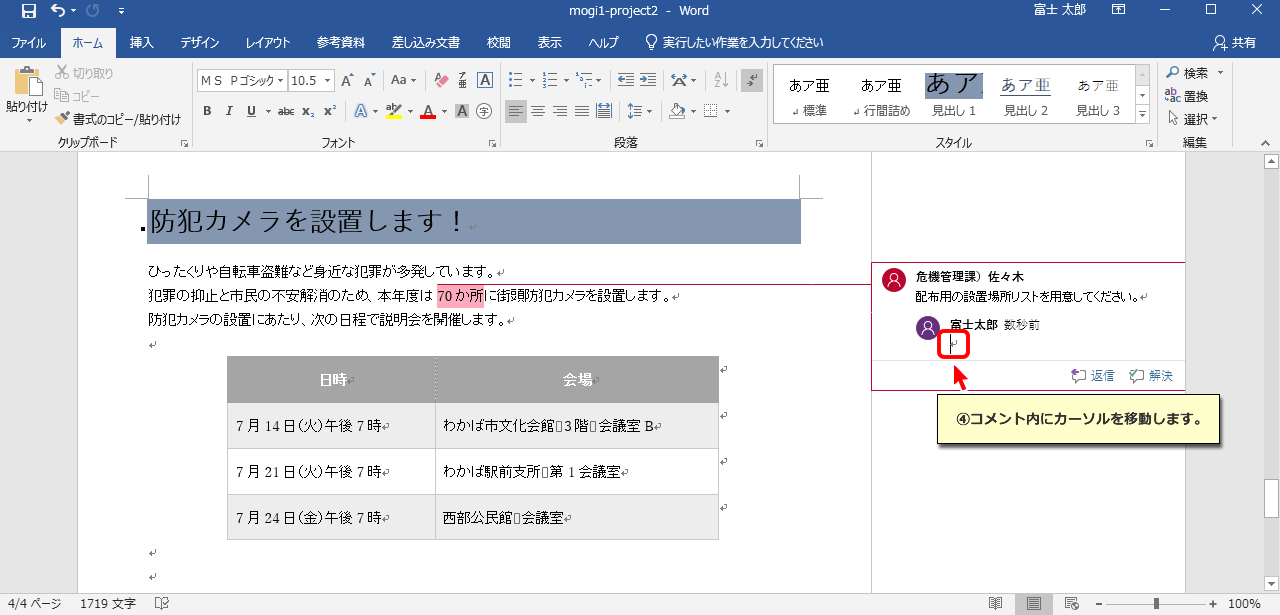 mogi1-project2 - Word
富士 太郎
ファイル ホーム 挿入 デザイン レイアウト 参考資料 差し込み文書 校閲 表示 ヘルプ 実行したい作業を入力してください 共有
貼り付け
切り取り
コピー
書式のコピー/貼り付け
クリップボード
ＭＳ Ｐゴシック 10.5
フォント
段落
あア亜 標準
あア亜 行間詰め
あア 見出し 1
あア亜 見出し 2
あア亜 見出し 3
スタイル
検索
置換
選択
編集
防犯カメラを設置します！
ひったくりや自転車盗難など身近な犯罪が多発しています。
犯罪の抑止と市民の不安解消のため、本年度は 70 か所に街頭防犯カメラを設置します。
防犯カメラの設置にあたり、次の日程で説明会を開催します。
日時 会場
7 月 14 日(火)午後 7 時 わかば市文化会館 3 階 会議室 B
7 月 21 日(火)午後 7 時 わかば駅前支所 第 1 会議室
7 月 24 日(金)午後 7 時 西部公民館 会議室
危機管理課）佐々木
配布用の設置場所リストを用意してください。
富士太郎 数秒前
返信 解決
④コメント内にカーソルを移動します。
4/4 ページ 1719 文字
100%